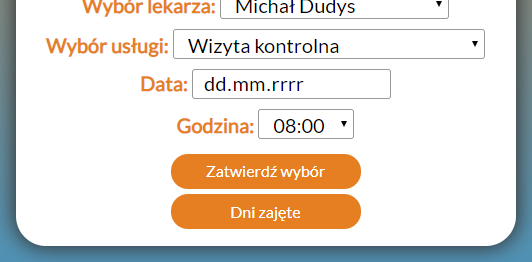 Wybór lekarza: Michał Dudys
Wybór usługi: Wizyta kontrolna
Data: dd.mm.rrrr
Godzina: 08:00
Zatwierdź wybór
Dni zajęte